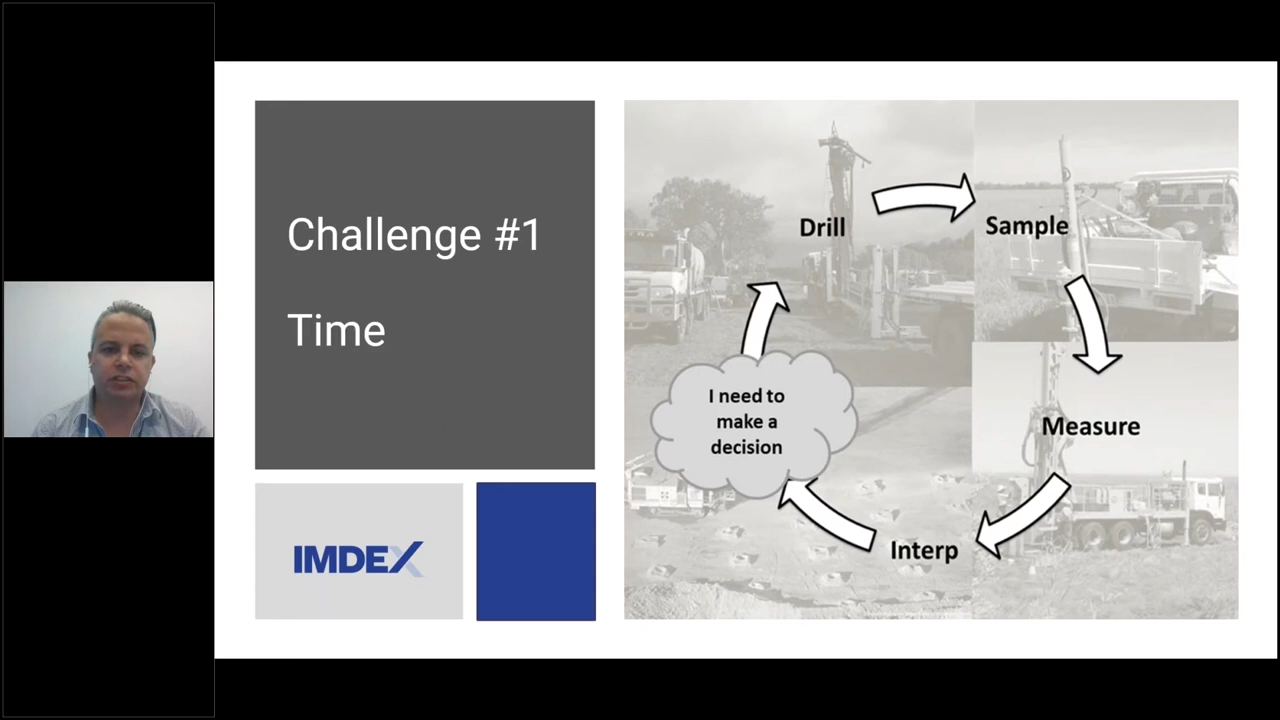 Challenge #1
Time
IMDEX
Drill
Sample
Measure
Interp
I need to
make a
decision